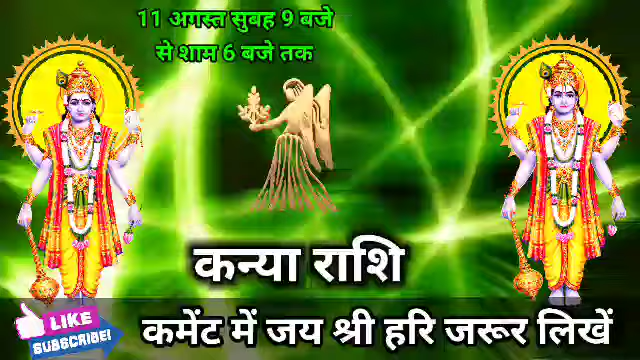 11 अगस्त सुबह 9 बजे
से शाम 6 बजे तक
कन्या राशि
LIKE
SUBSCRIBE!
कमेंट में जय श्री हरि जरूर लिखें